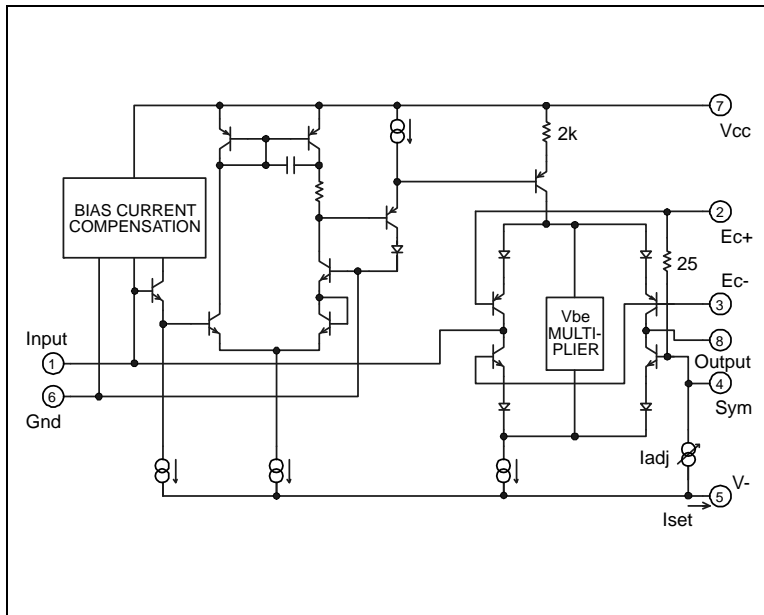 7
Vcc
2k
BIAS CURRENT
COMPENSATION
2
Ec+
25
Ec-
3
Vbe
MULTI-
PLIER
Input
1
8
Output
6
Gnd
4
Sym
Iadj
V-
5
Iset